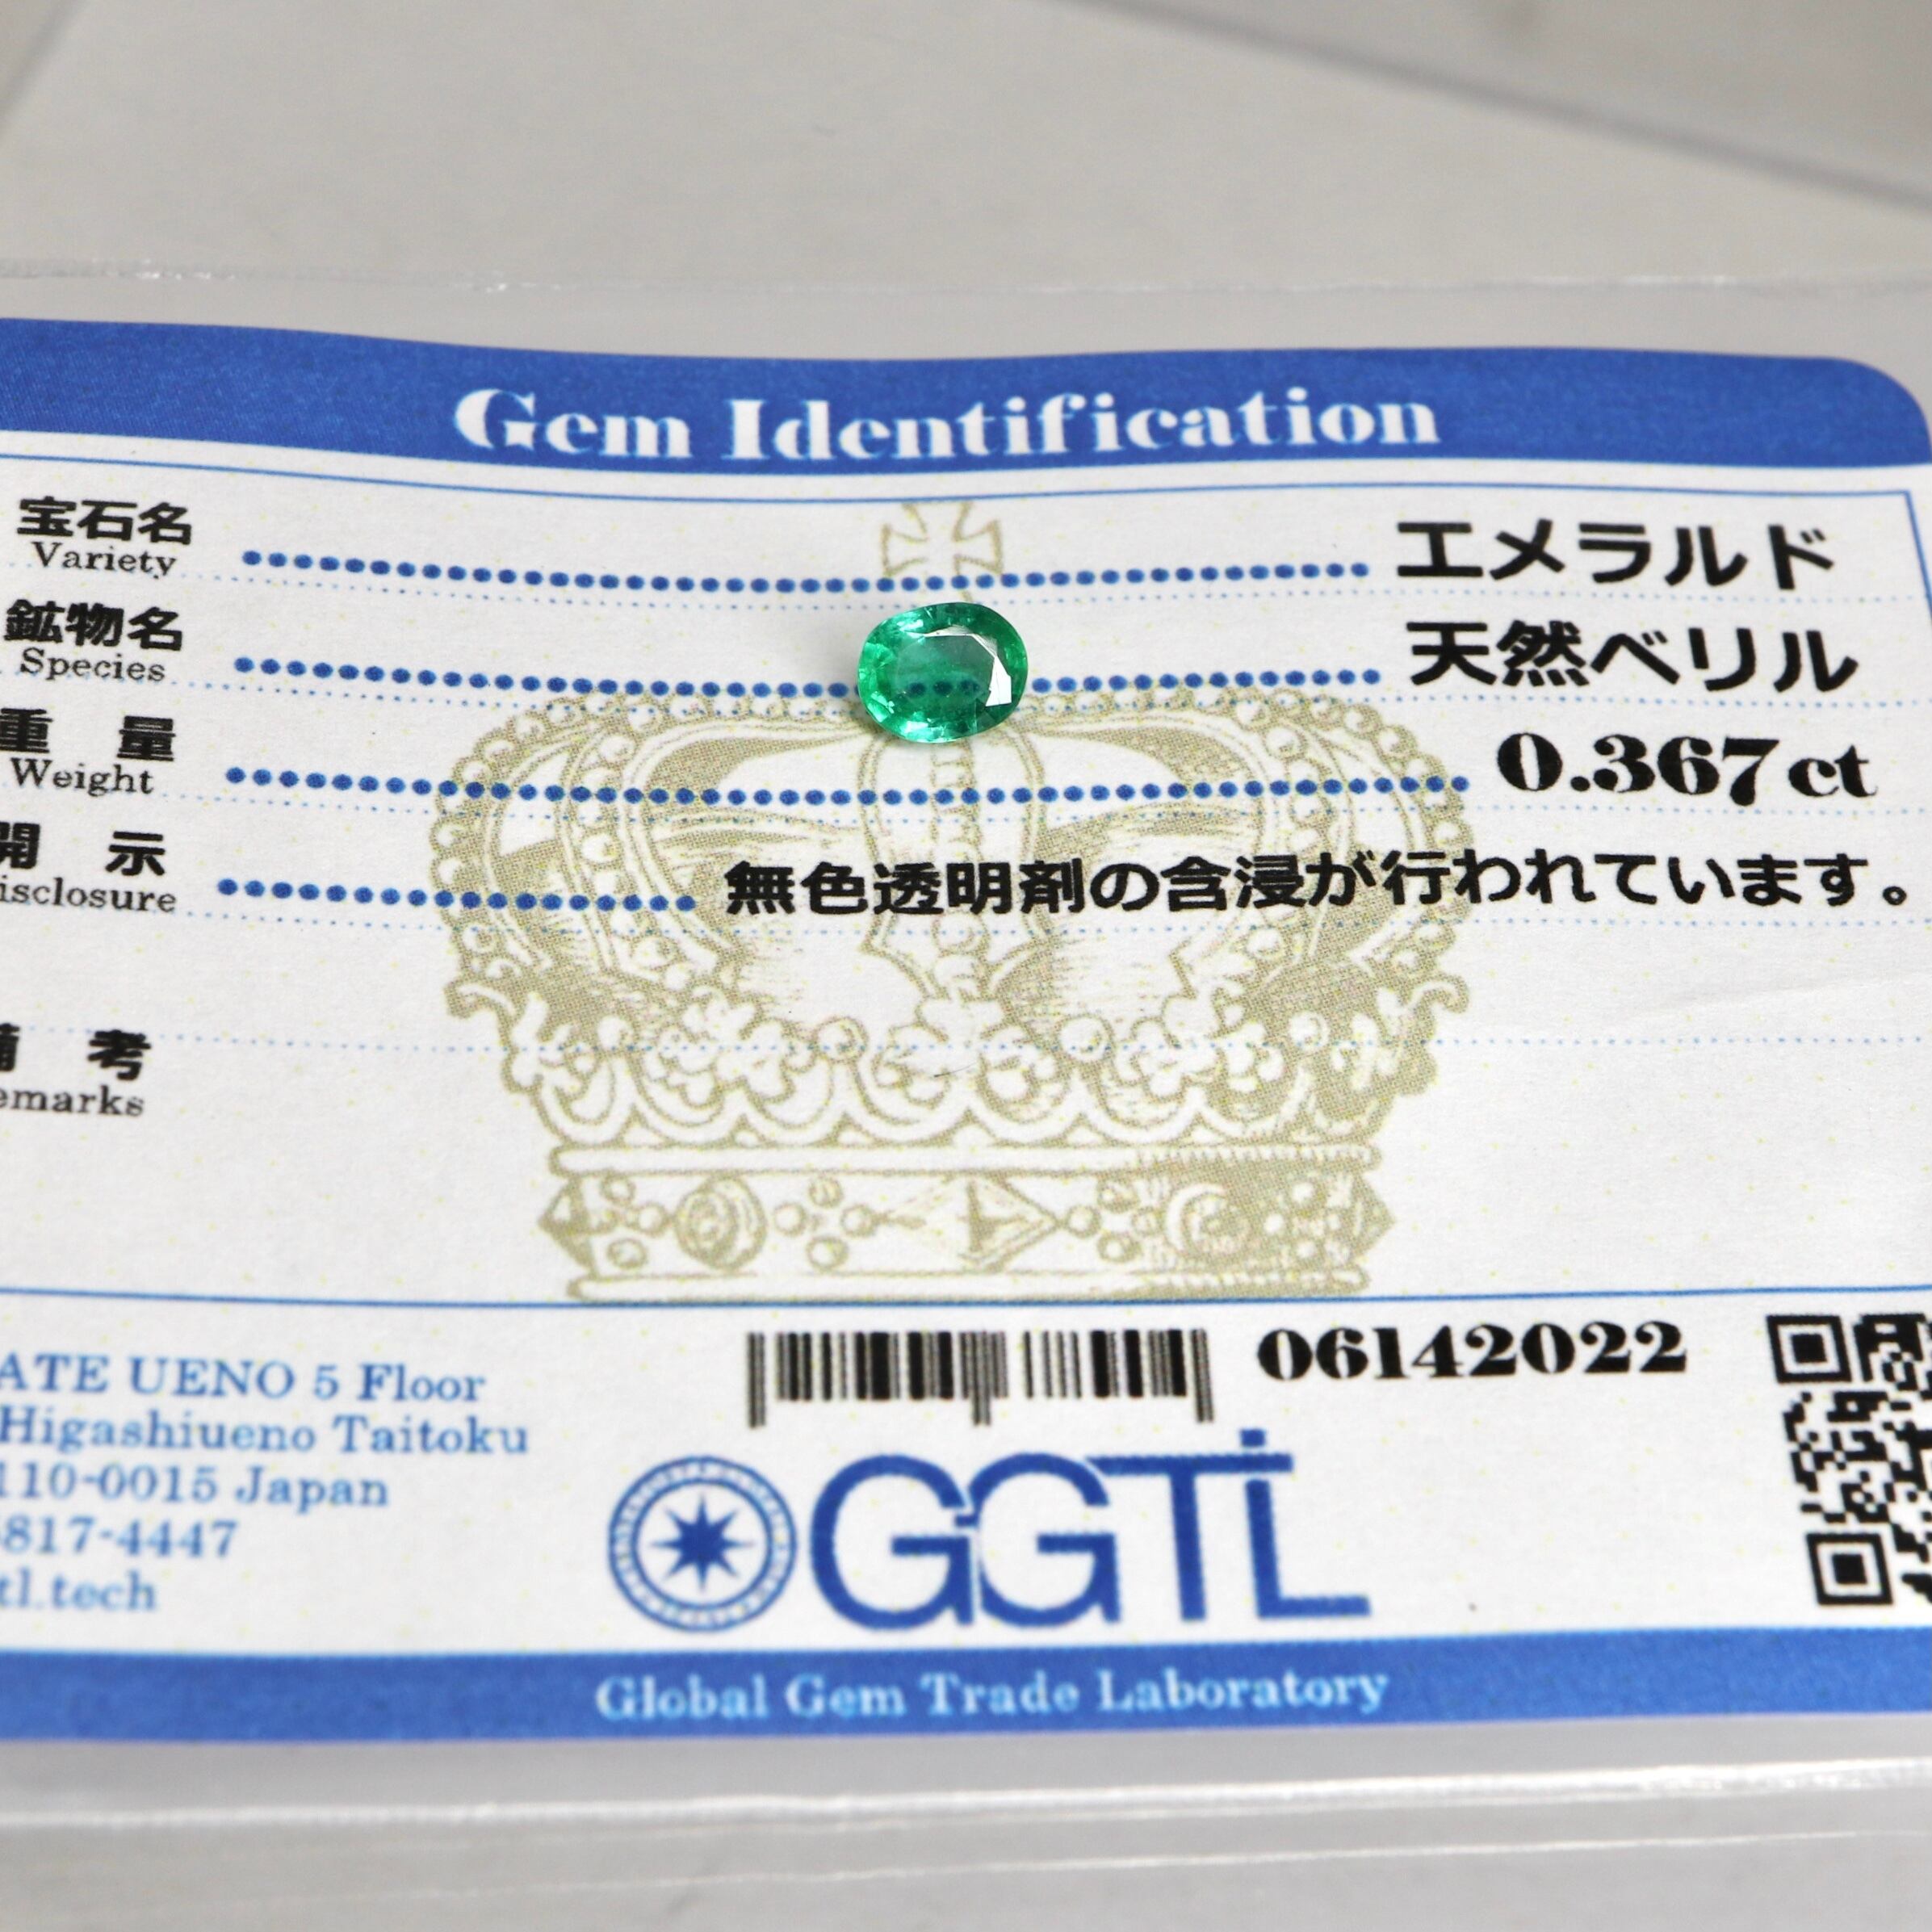 Gem Identification
宝石名 エメラルド
Variety
鉱物名 天然ベリル
Species
重量 0.367ct
Weight
開示 無色透明剤の含浸が行われています。
isclosure
備考
emarks
06142022
ATE UENO 5 Floor
Higashiueno Taitoku
110-0015 Japan
817-4447
tl.tech
GGTL
Global Gem Trade Laboratory